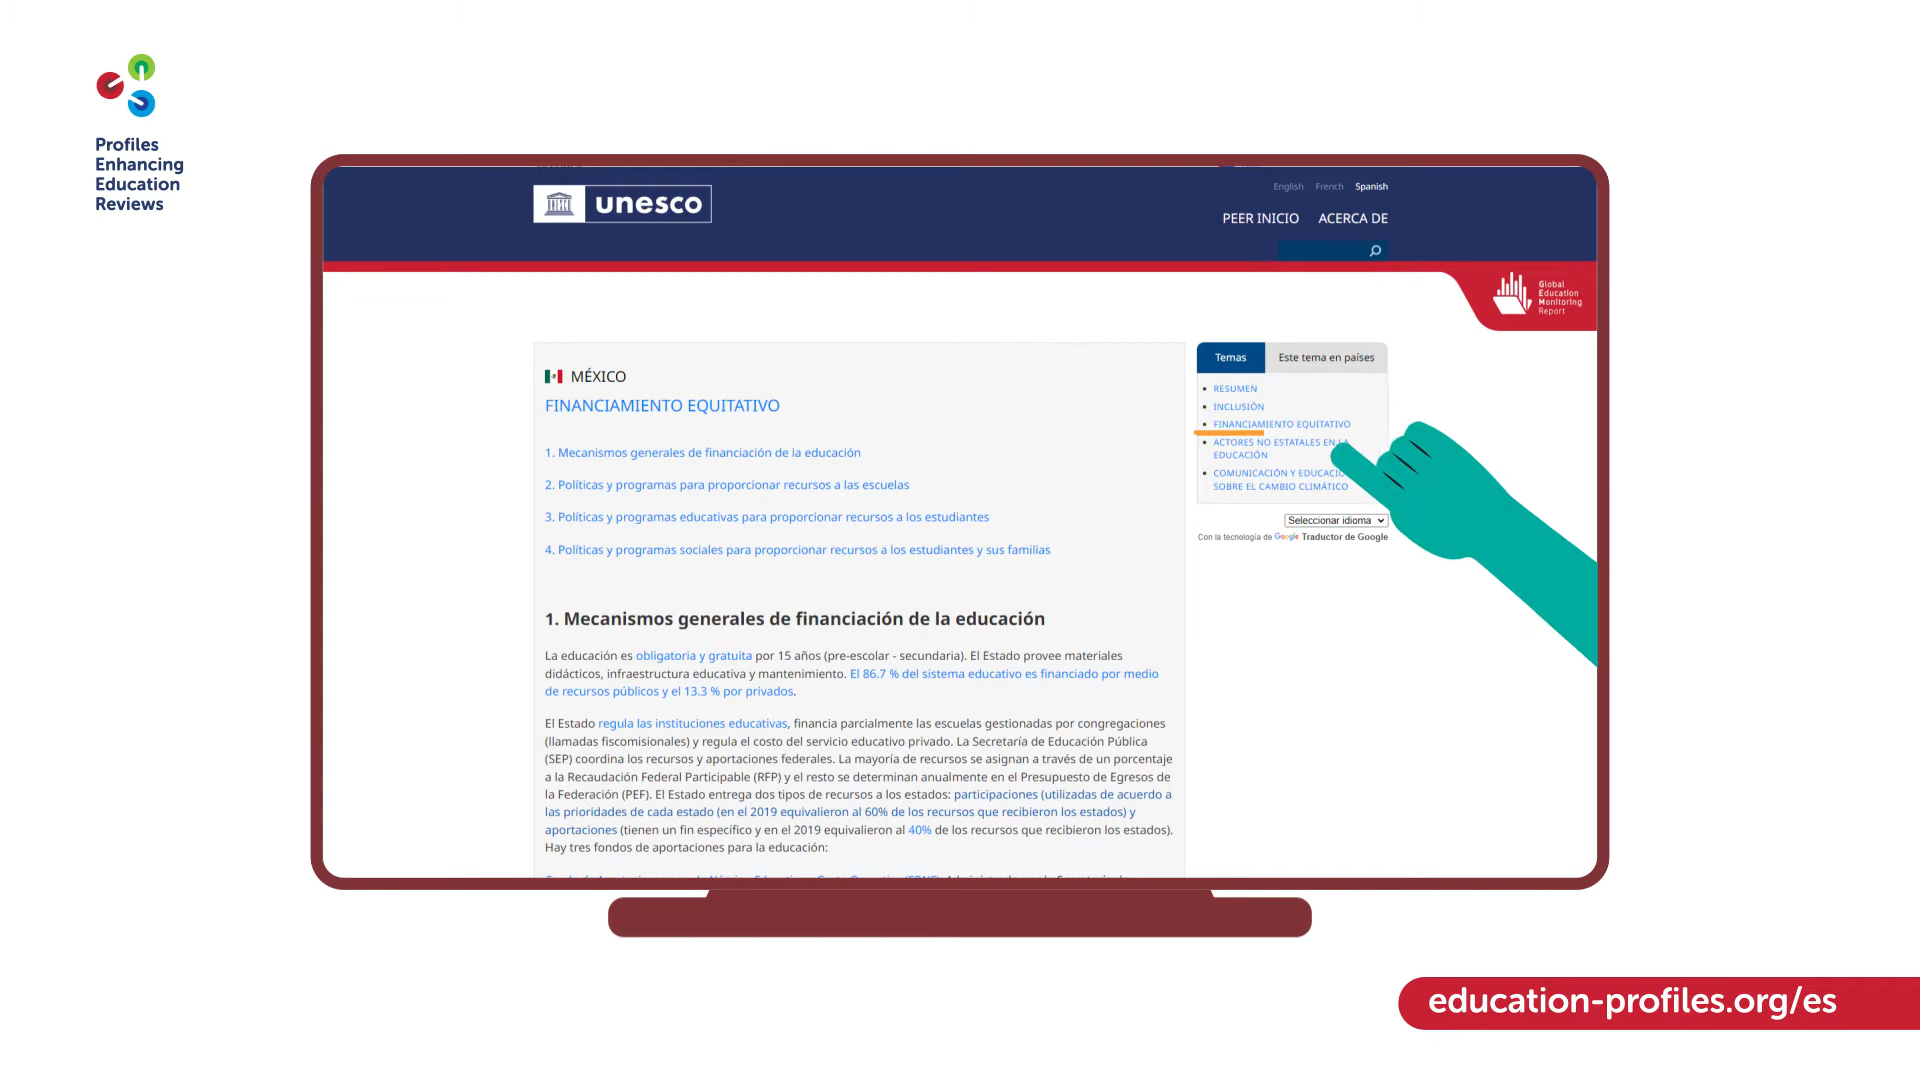 Profiles
Enhancing
Education
Reviews
unesco
English French Spanish
PEER INICIO ACERCA DE
Global
Education
Monitoring
Report
MÉXICO
FINANCIAMIENTO EQUITATIVO
1. Mecanismos generales de financiación de la educación
2. Políticas y programas para proporcionar recursos a las escuelas
3. Políticas y programas educativas para proporcionar recursos a los estudiantes
4. Políticas y programas sociales para proporcionar recursos a los estudiantes y sus familias
1. Mecanismos generales de financiación de la educación
La educación es obligatoria y gratuita por 15 años (pre-escolar - secundaria). El Estado provee materiales
didácticos, infraestructura educativa y mantenimiento. El 86.7 % del sistema educativo es financiado por medio
de recursos públicos y el 13.3 % por privados.
El Estado regula las instituciones educativas, financia parcialmente las escuelas gestionadas por congregaciones
(llamadas fiscomisionales) y regula el costo del servicio educativo privado. La Secretaría de Educación Pública
(SEP) coordina los recursos y aportaciones federales. La mayoría de recursos se asignan a través de un porcentaje
a la Recaudación Federal Participable (RFP) y el resto se determinan anualmente en el Presupuesto de Egresos de
la Federación (PEF). El Estado entrega dos tipos de recursos a los estados: participaciones (utilizadas de acuerdo a
las prioridades de cada estado (en el 2019 equivalieron al 60% de los recursos que recibieron los estados) y
aportaciones (tienen un fin específico y en el 2019 equivalieron al 40% de los recursos que recibieron los estados).
Hay tres fondos de aportaciones para la educación:
Temas Este tema en países
• RESUMEN
• INCLUSIÓN
• FINANCIAMIENTO EQUITATIVO
• ACTORES NO ESTATALES EN LA
EDUCACIÓN
• COMUNICACIÓN Y EDUCACIÓ
SOBRE EL CAMBIO CLIMÁTICO
Seleccionar idioma
Con la tecnología de Google Traductor de Google
education-profiles.org/es